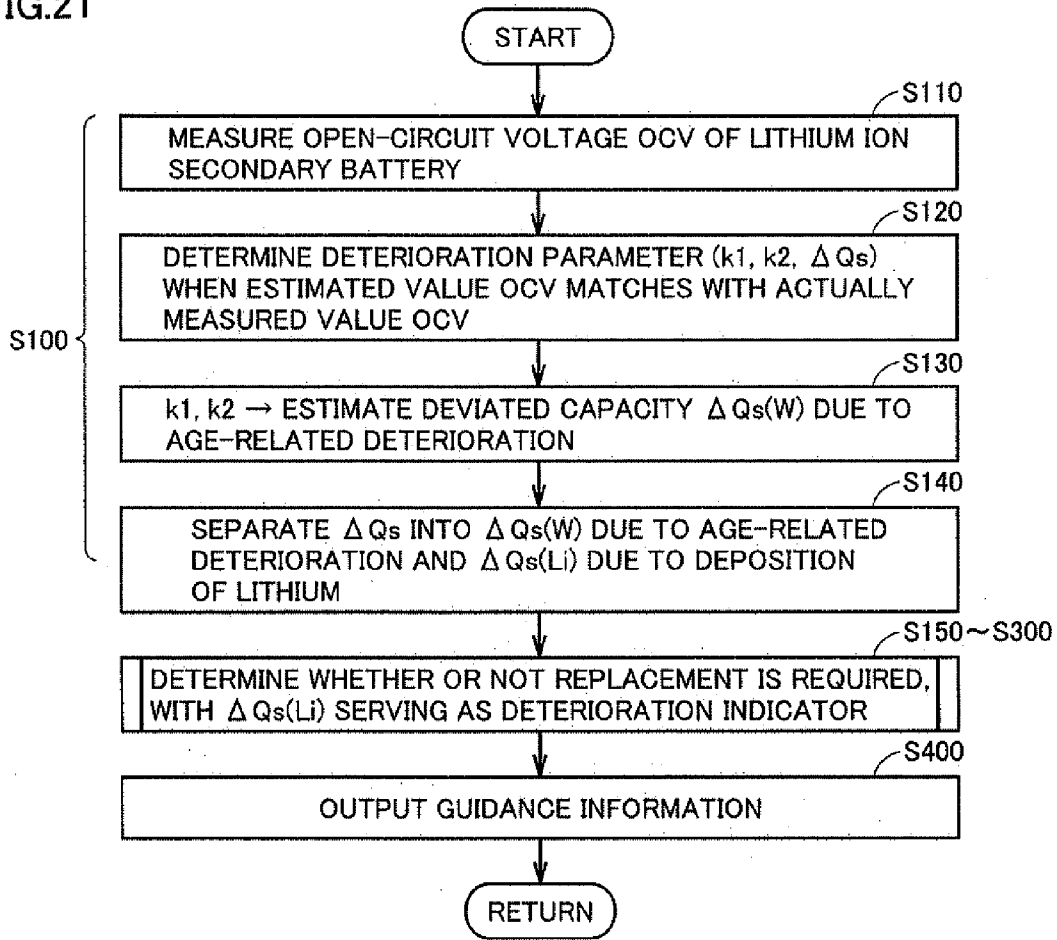 IG.21
START
S110
MEASURE OPEN-CIRCUIT VOLTAGE OCV OF LITHIUM ION
SECONDARY BATTERY
S120
DETERMINE DETERIORATION PARAMETER (k1, k2, ΔQs)
WHEN ESTIMATED VALUE OCV MATCHES WITH ACTUALLY
MEASURED VALUE OCV
S100
S130
k1, k2 → ESTIMATE DEVIATED CAPACITY ΔQs(W) DUE TO
AGE-RELATED DETERIORATION
S140
SEPARATE ΔQs INTO ΔQs(W) DUE TO AGE-RELATED
DETERIORATION AND ΔQs(Li) DUE TO DEPOSITION
OF LITHIUM
S150~S300
DETERMINE WHETHER OR NOT REPLACEMENT IS REQUIRED,
WITH ΔQs(Li) SERVING AS DETERIORATION INDICATOR
S400
OUTPUT GUIDANCE INFORMATION
RETURN